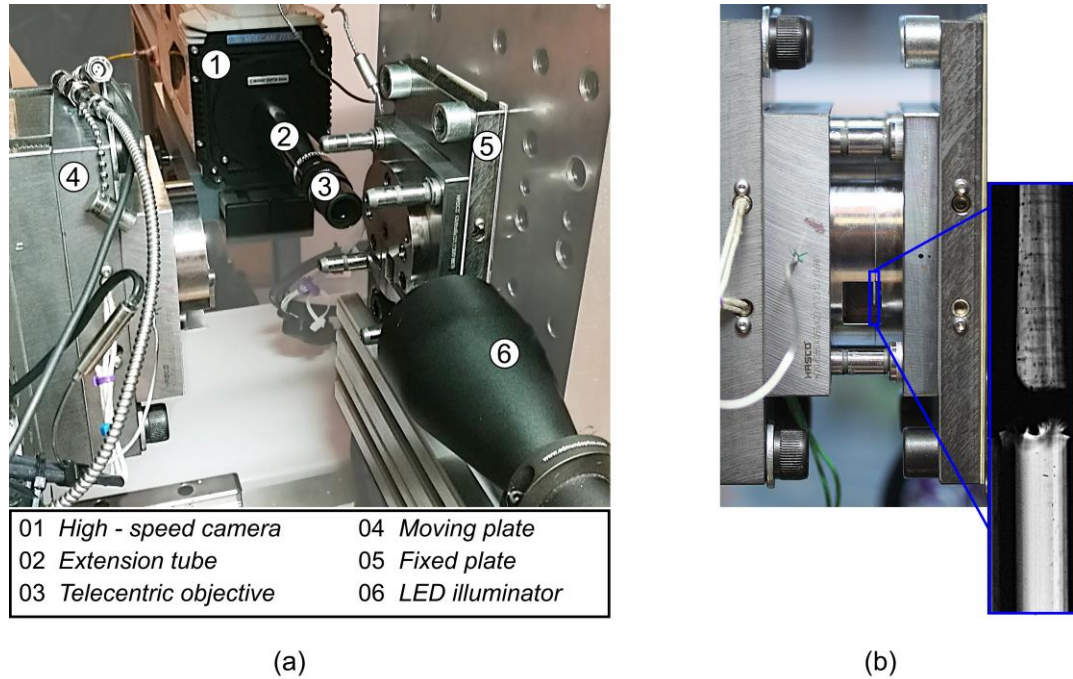 1
2
3
4
5
6
01 High - speed camera
02 Extension tube
03 Telecentric objective
04 Moving plate
05 Fixed plate
06 LED illuminator
HASCO
(a)
(b)